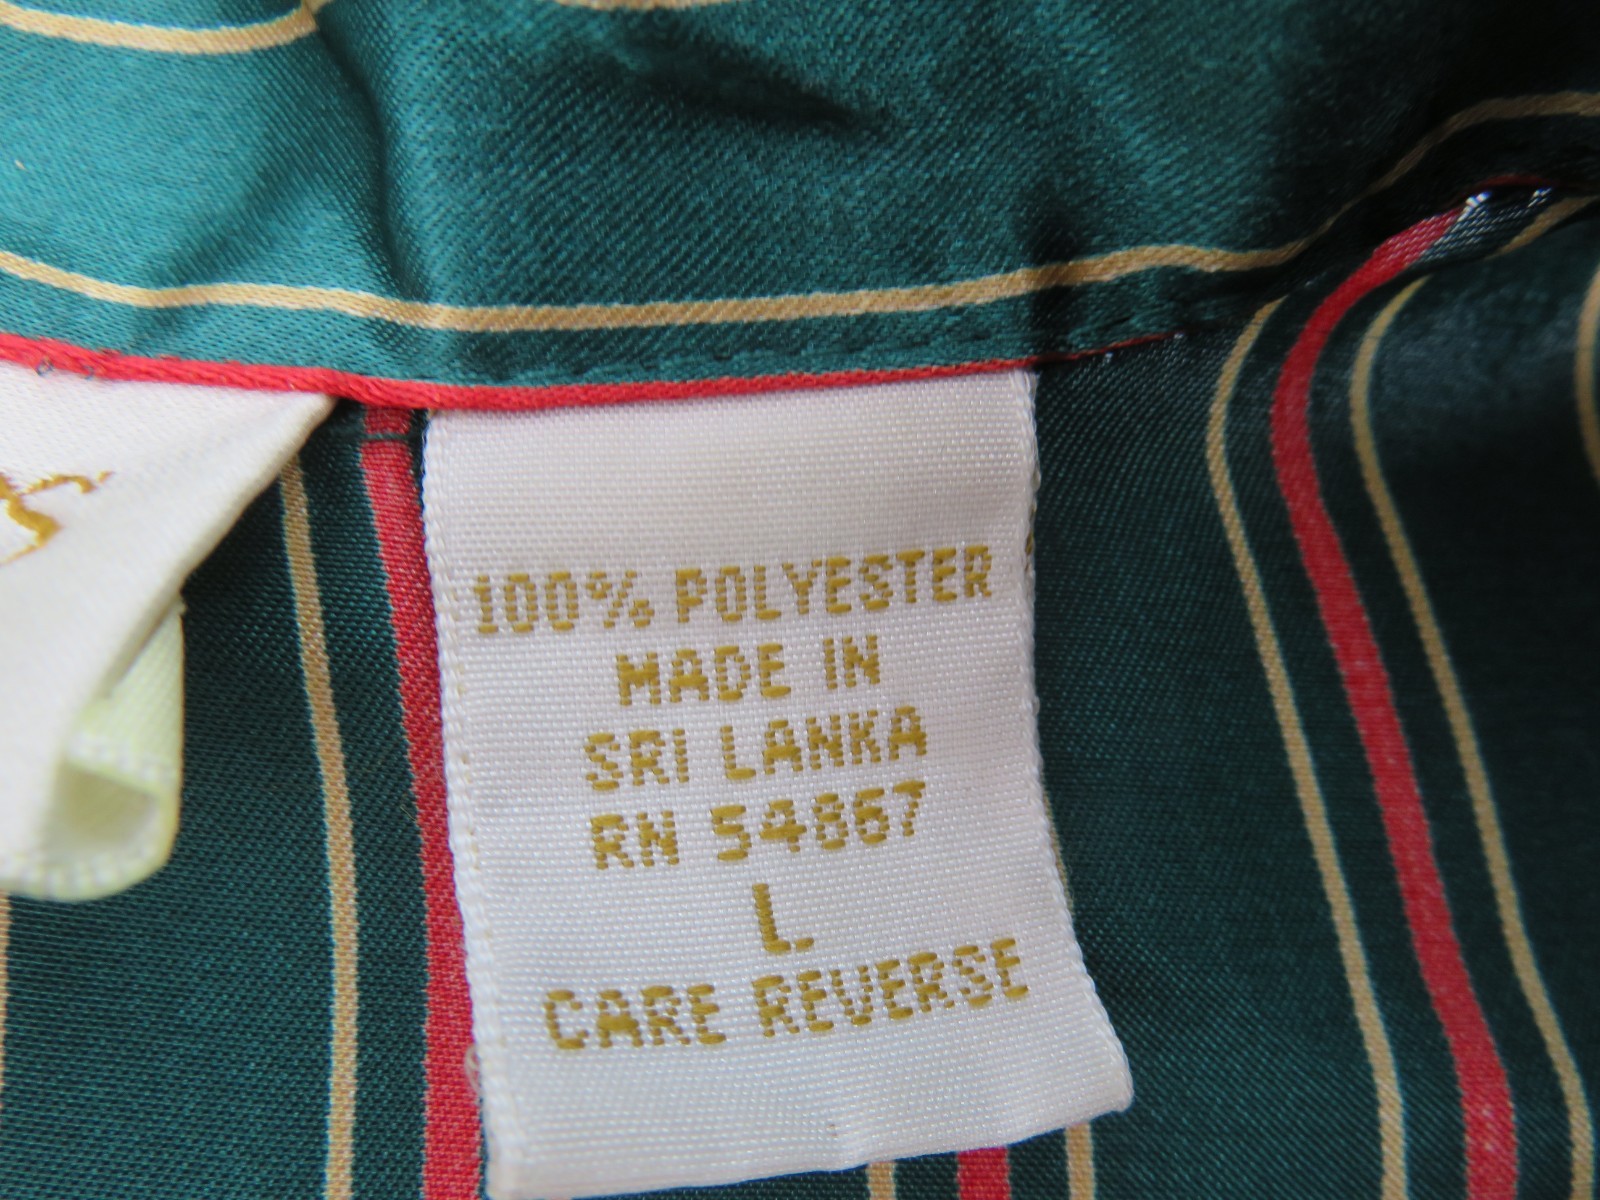 100% POLYESTER
MADE IN
SRI LANKA
RN 54867
L
CARE REVERSE